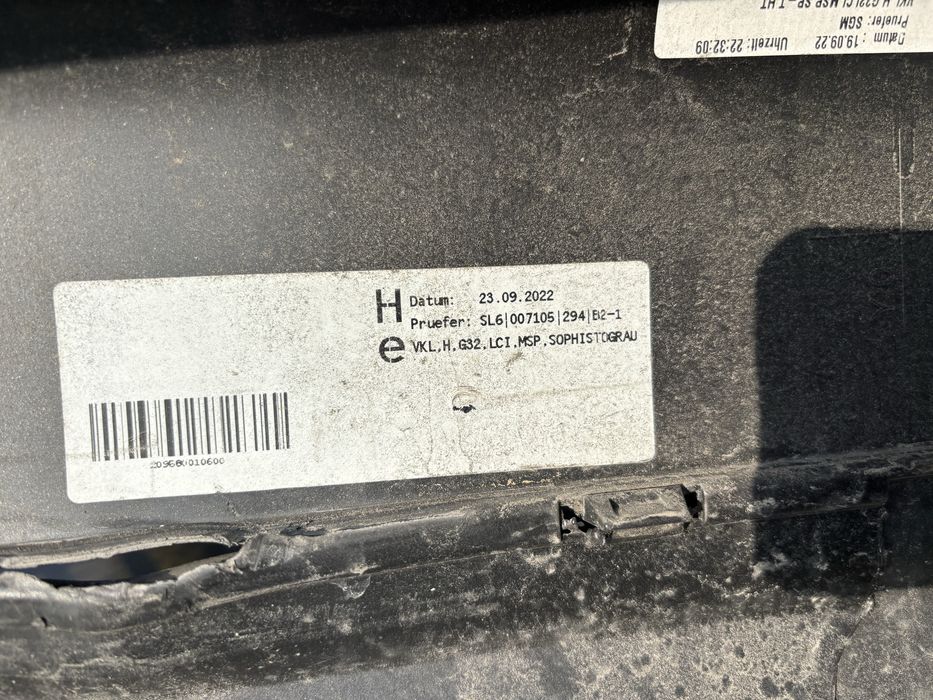 H Datum: 23.09.2022
Pruefer: SL6|007105|294|B2-1
e VKL,H,G32,LCI,MSP,SOPHISTOGRAU
209680010600
Datum : 19.09.22 Uhrzeit: 22:32:09
Pruefer: SGM